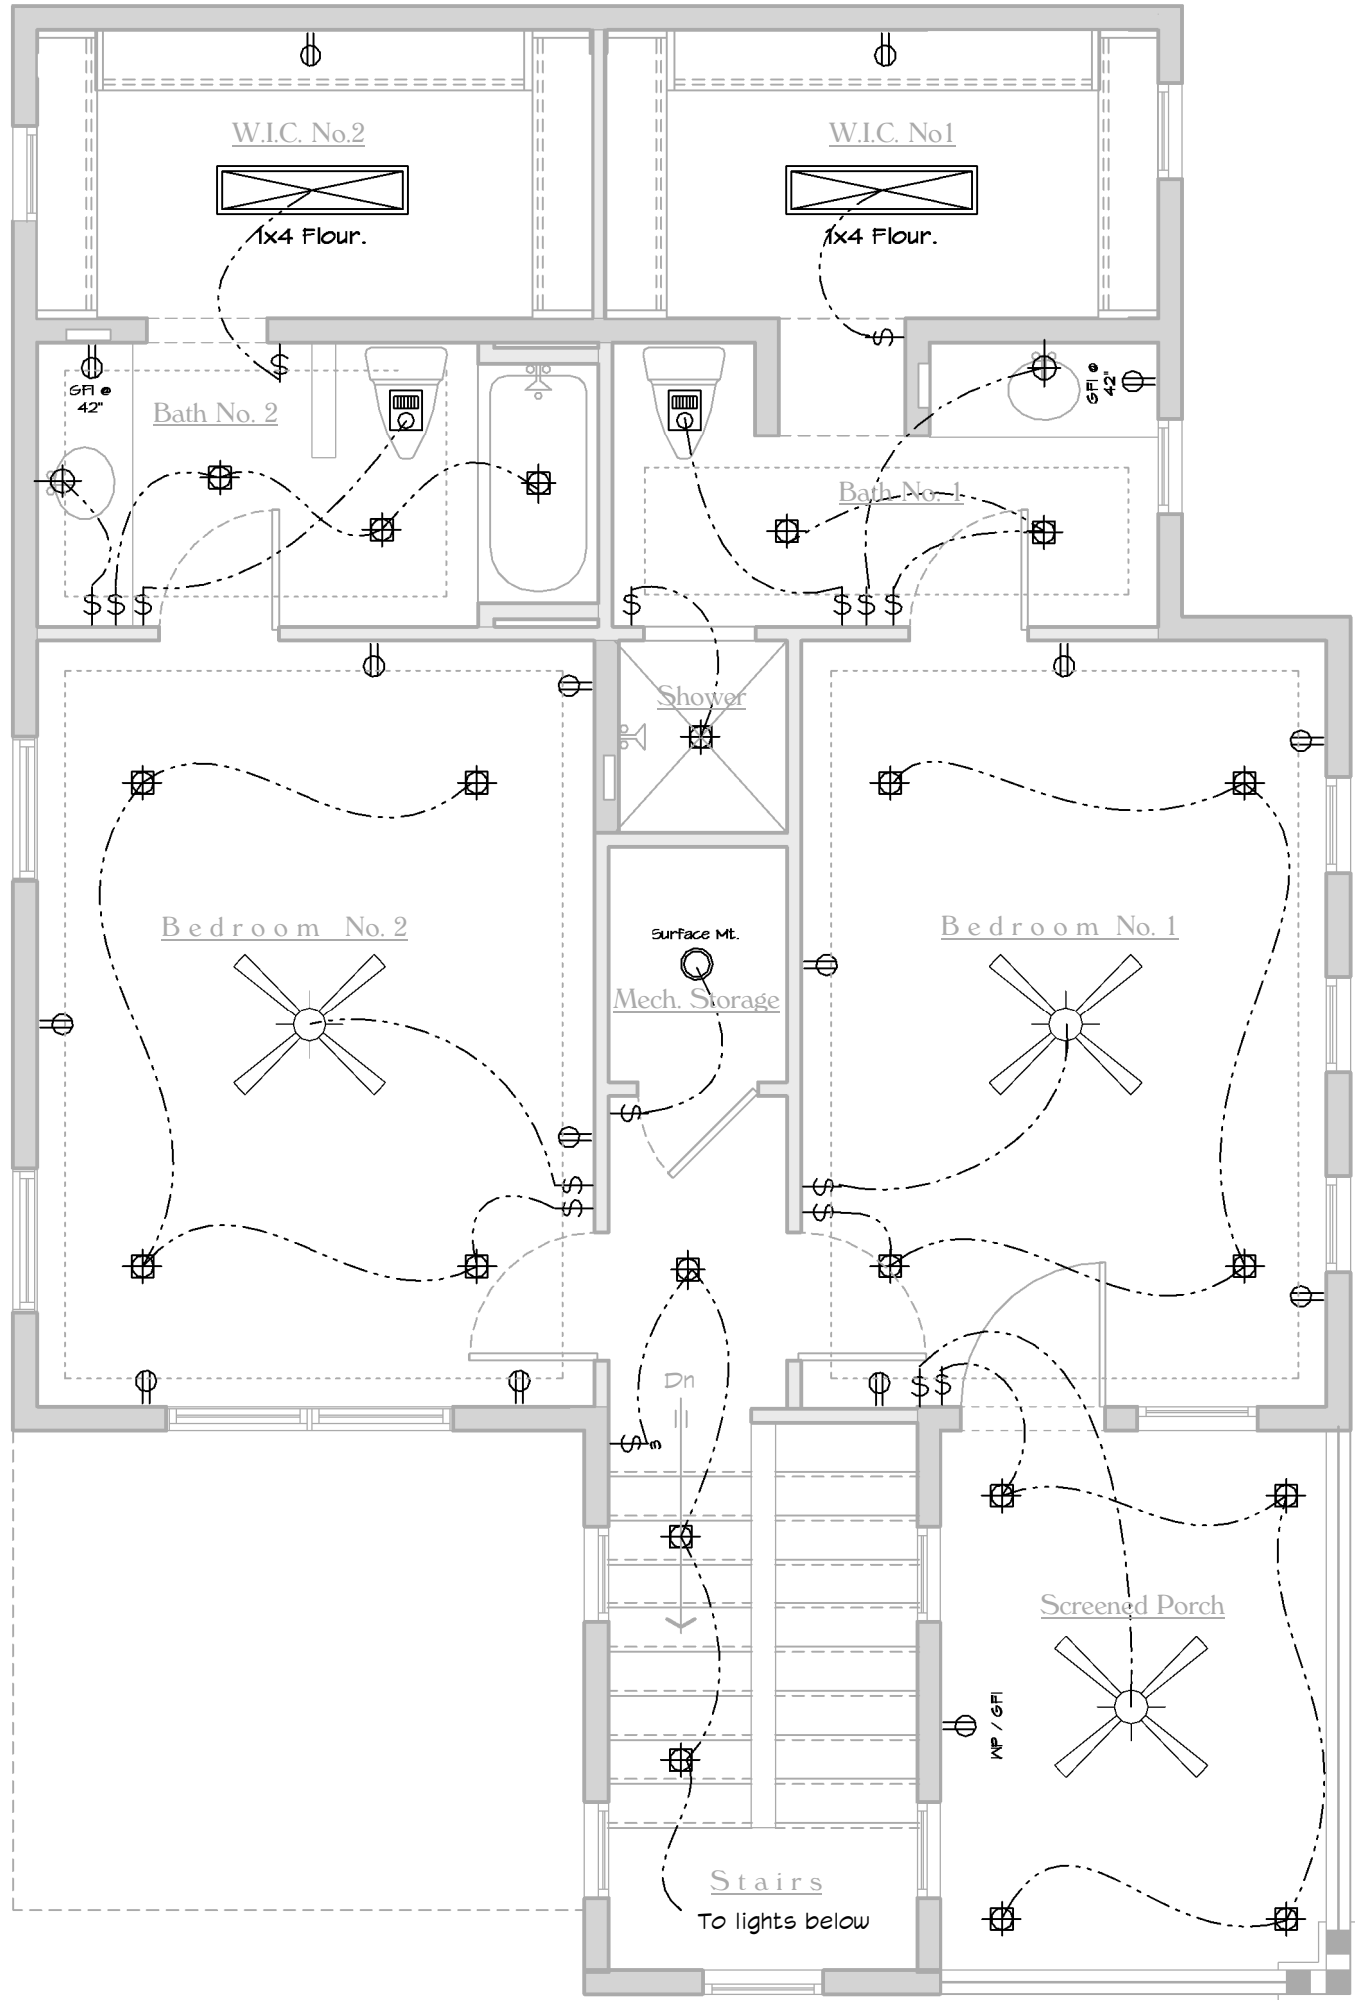 W.I.C. No.2
W.I.C. No1
1x4 Flour.
1x4 Flour.
$
$
GFI @
42"
Bath No. 2
GFI @
42"
Bath No. 1
$ $ $
$
$ $ $
Shower
Bedroom No. 2
Surface Mt.
Mech. Storage
Bedroom No. 1
$
$
$
$
$
Dn
$ $
$ 3
Screened Porch
WP / GFI
Stairs
To lights below